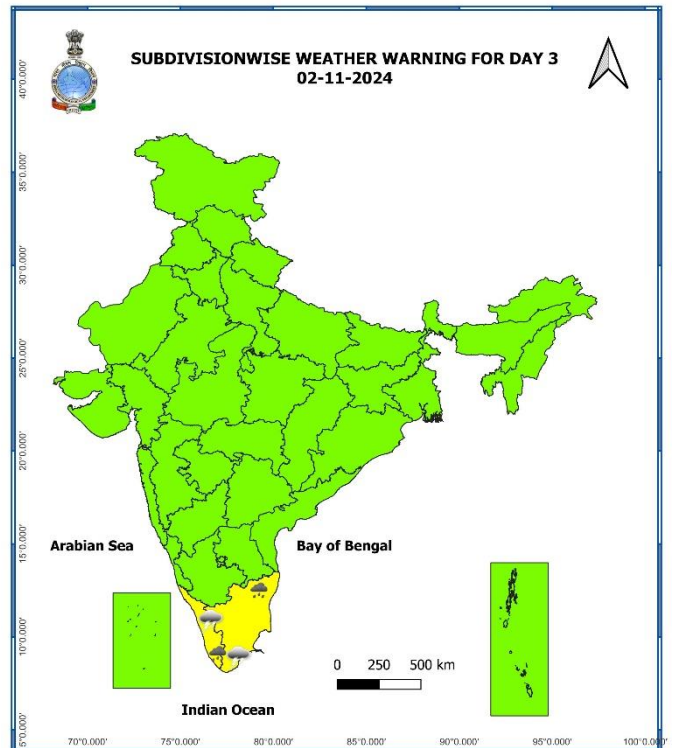 SUBDIVISIONWISE WEATHER WARNING FOR DAY 3
02-11-2024
40°0.000'
35°0.000'
30°0.000'
25°0.000'
20°0.000'
15°0.000'
10°0.000'
5°0.000'
Arabian Sea
Bay of Bengal
0 250 500 km
Indian Ocean
70°0.000' 75°0.000' 80°0.000' 85°0.000' 90°0.000' 95°0.000' 100°0.000'